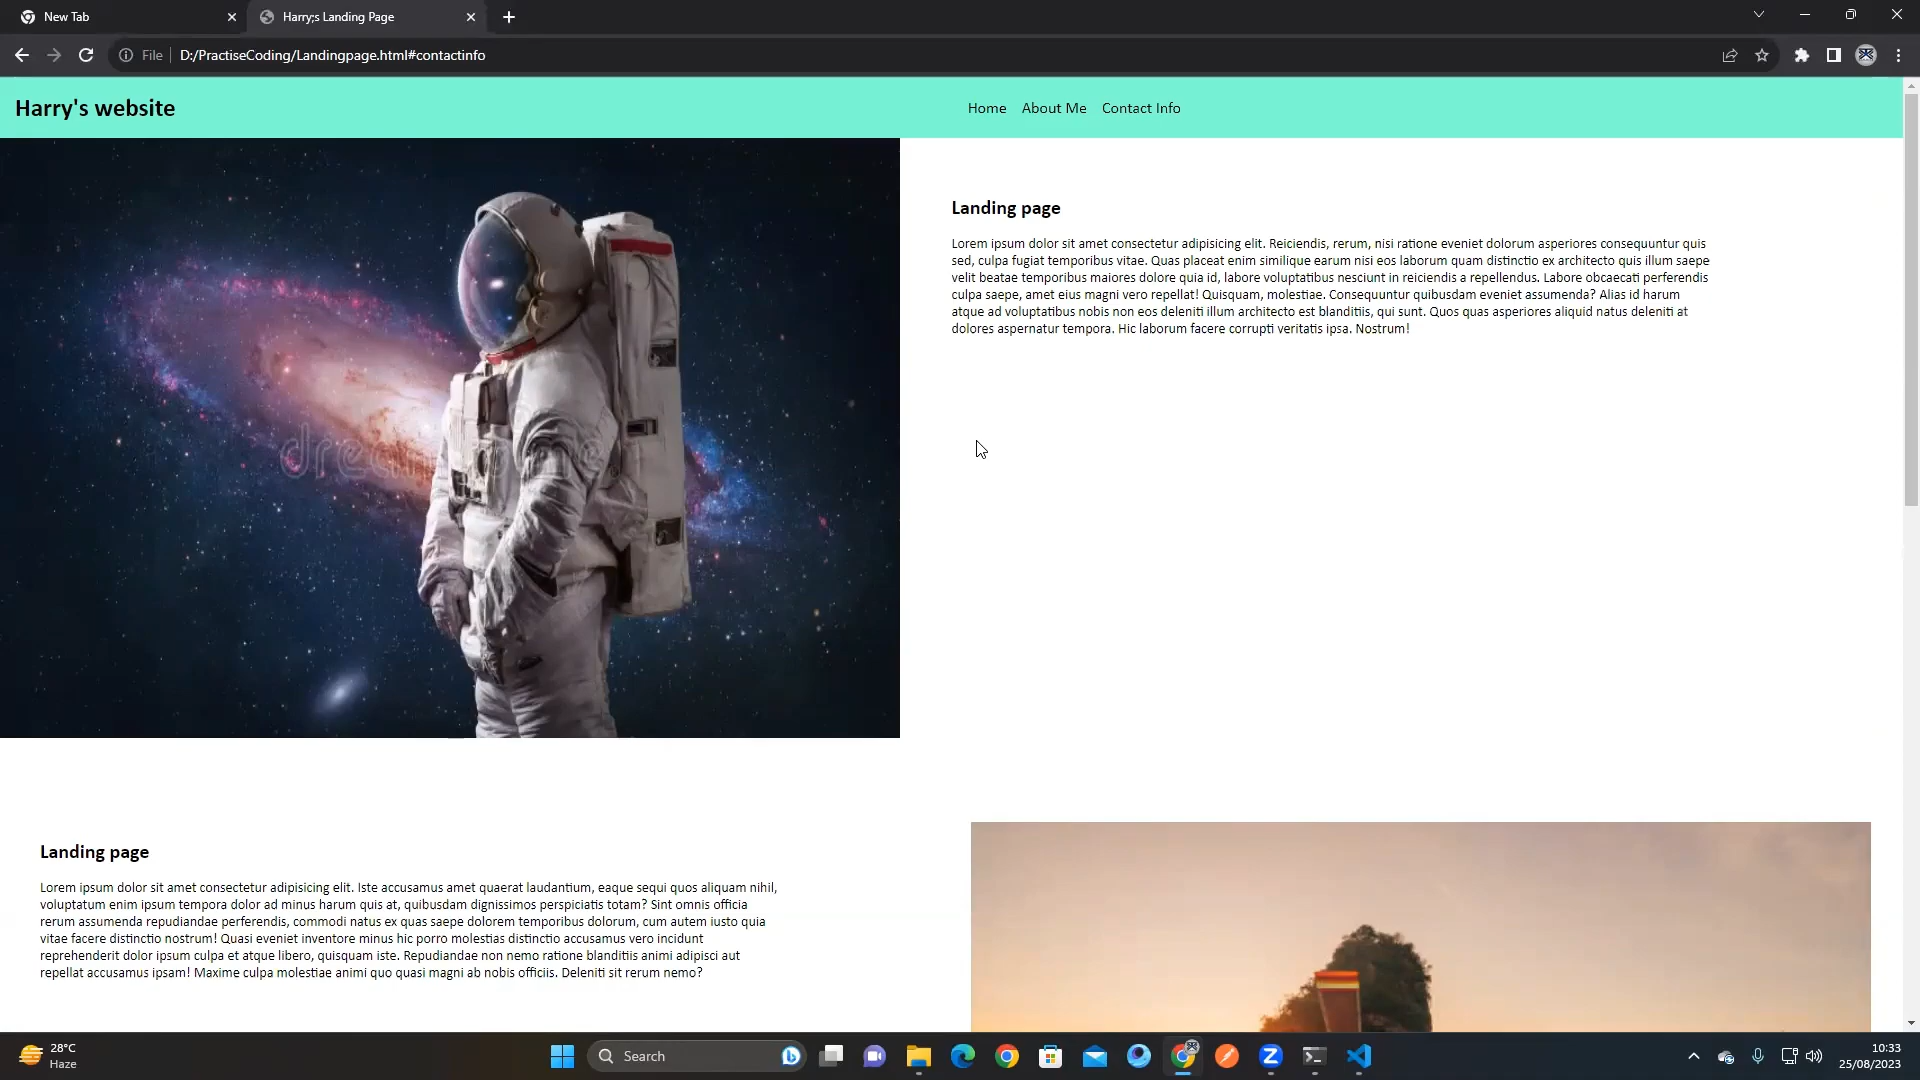 New Tab
Harry;s Landing Page
File
D:/PractiseCoding/Landingpage.html#contactinfo
Harry's website
Home
About Me
Contact Info
Landing page
Lorem ipsum dolor sit amet consectetur adipisicing elit. Reiciendis, rerum, nisi ratione eveniet dolorum asperiores consequuntur quis
sed, culpa fugiat temporibus vitae. Quas placeat enim similique earum nisi eos laborum quam distinctio ex architecto quis illum saepe
velit beatae temporibus maiores dolore quia id, labore voluptatibus nesciunt in reiciendis a repellendus. Labore obcaecati perferendis
culpa saepe, amet eius magni vero repellat! Quisquam, molestiae. Consequuntur quibusdam eveniet assumenda? Alias id harum
atque ad voluptatibus nobis non eos deleniti illum architecto est blanditiis, qui sunt. Quos quas asperiores aliquid natus deleniti at
dolores aspernatur tempora. Hic laborum facere corrupti veritatis ipsa. Nostrum!
Landing page
Lorem ipsum dolor sit amet consectetur adipisicing elit. Iste accusamus amet quaerat laudantium, eaque sequi quos aliquam nihil,
voluptatum enim ipsum tempora dolor ad minus harum quis at, quibusdam dignissimos perspiciatis totam? Sint omnis officia
rerum assumenda repudiandae perferendis, commodi natus ex quas saepe dolorem temporibus dolorum, cum autem iusto quia
vitae facere distinctio nostrum! Quasi eveniet inventore minus hic porro molestias distinctio accusamus vero incidunt
reprehenderit dolor ipsum culpa et atque libero, quisquam iste. Repudiandae non nemo ratione blanditiis animi adipisci aut
repellat accusamus ipsam! Maxime culpa molestiae animi quo quasi magni ab nobis officiis. Deleniti sit rerum nemo?
28°C
Haze
Search
10:33
25/08/2023